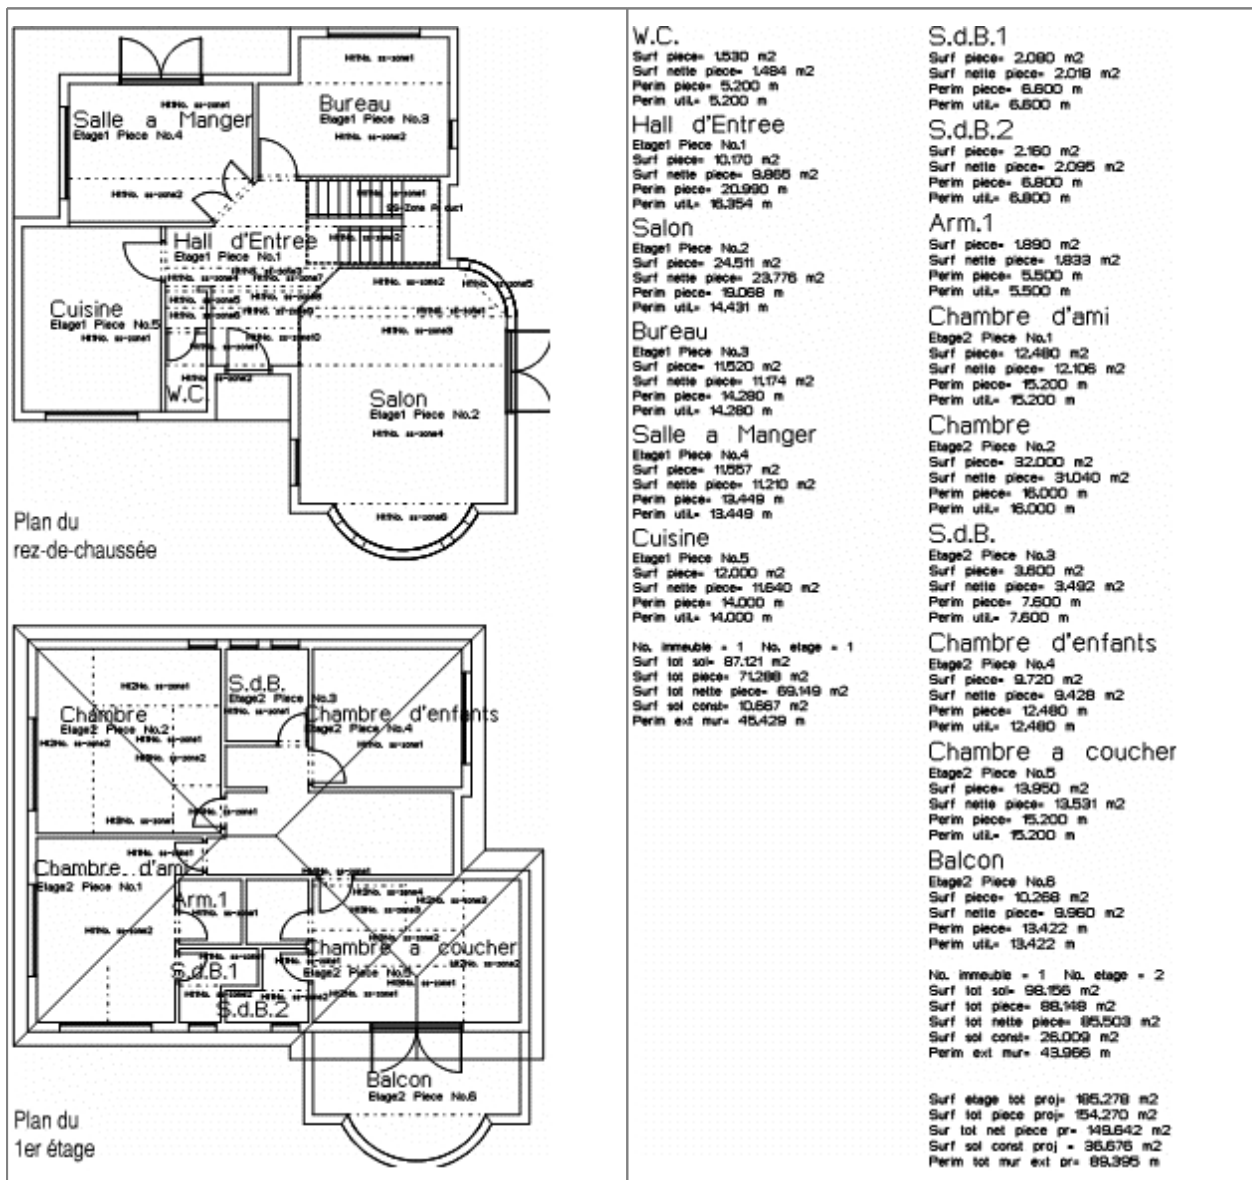 Bureau
Etage1 Piece No.3
Salle a Manger
Etage1 Piece No.4
Hall d'Entree
Etage1 Piece No.1
Cuisine
Etage1 Piece No.5
W.C.
Salon
Etage1 Piece No.2
Plan du
rez-de-chaussée
S.d.B.
Etage2 Piece No.3
Chambre
Etage2 Piece No.2
Chambre d'enfants
Etage2 Piece No.4
Chambre d'ami
Etage2 Piece No.1
Arm.1
Chambre a coucher
Etage2 Piece No.5
S.d.B.1
S.d.B.2
Balcon
Etage2 Piece No.6
Plan du
1er étage
W.C.
Surf piece= 1.530 m2
Surf nette piece= 1.484 m2
Perim piece= 5.200 m
Perim util.= 5.200 m
Hall d'Entree
Etage1 Piece No.1
Surf piece= 10.170 m2
Surf nette piece= 9.865 m2
Perim piece= 20.990 m
Perim util.= 16.354 m
Salon
Etage1 Piece No.2
Surf piece= 24.511 m2
Surf nette piece= 23.776 m2
Perim piece= 19.068 m
Perim util.= 14.431 m
Bureau
Etage1 Piece No.3
Surf piece= 11.520 m2
Surf nette piece= 11.174 m2
Perim piece= 14.280 m
Perim util.= 14.280 m
Salle a Manger
Etage1 Piece No.4
Surf piece= 11.557 m2
Surf nette piece= 11.210 m2
Perim piece= 13.449 m
Perim util.= 13.449 m
Cuisine
Etage1 Piece No.5
Surf piece= 12.000 m2
Surf nette piece= 11.640 m2
Perim piece= 14.000 m
Perim util.= 14.000 m
No. immeuble = 1 No. etage = 1
Surf tot sol= 87.121 m2
Surf tot piece= 71.288 m2
Surf tot nette piece= 69.149 m2
Surf sol const= 10.667 m2
Perim ext mur= 45.429 m
S.d.B.1
Surf piece= 2.080 m2
Surf nette piece= 2.018 m2
Perim piece= 6.600 m
Perim util.= 6.600 m
S.d.B.2
Surf piece= 2.160 m2
Surf nette piece= 2.095 m2
Perim piece= 6.800 m
Perim util.= 6.800 m
Arm.1
Surf piece= 1.890 m2
Surf nette piece= 1.833 m2
Perim piece= 5.500 m
Perim util.= 5.500 m
Chambre d'ami
Etage2 Piece No.1
Surf piece= 12.480 m2
Surf nette piece= 12.106 m2
Perim piece= 15.200 m
Perim util.= 15.200 m
Chambre
Etage2 Piece No.2
Surf piece= 32.000 m2
Surf nette piece= 31.040 m2
Perim piece= 16.000 m
Perim util.= 16.000 m
S.d.B.
Etage2 Piece No.3
Surf piece= 3.600 m2
Surf nette piece= 3.492 m2
Perim piece= 7.600 m
Perim util.= 7.600 m
Chambre d'enfants
Etage2 Piece No.4
Surf piece= 9.720 m2
Surf nette piece= 9.428 m2
Perim piece= 12.480 m
Perim util.= 12.480 m
Chambre a coucher
Etage2 Piece No.5
Surf piece= 13.950 m2
Surf nette piece= 13.531 m2
Perim piece= 15.200 m
Perim util.= 15.200 m
Balcon
Etage2 Piece No.6
Surf piece= 10.268 m2
Surf nette piece= 9.960 m2
Perim piece= 13.422 m
Perim util.= 13.422 m
No. immeuble = 1 No. etage = 2
Surf tot sol= 98.156 m2
Surf tot piece= 88.148 m2
Surf tot nette piece= 85.503 m2
Surf sol const= 26.009 m2
Perim ext mur= 43.966 m
Surf etage tot proj= 185.278 m2
Surf tot piece proj= 154.270 m2
Sur tot net piece pr= 149.642 m2
Surf sol const proj = 36.676 m2
Perim tot mur ext pr= 89.395 m